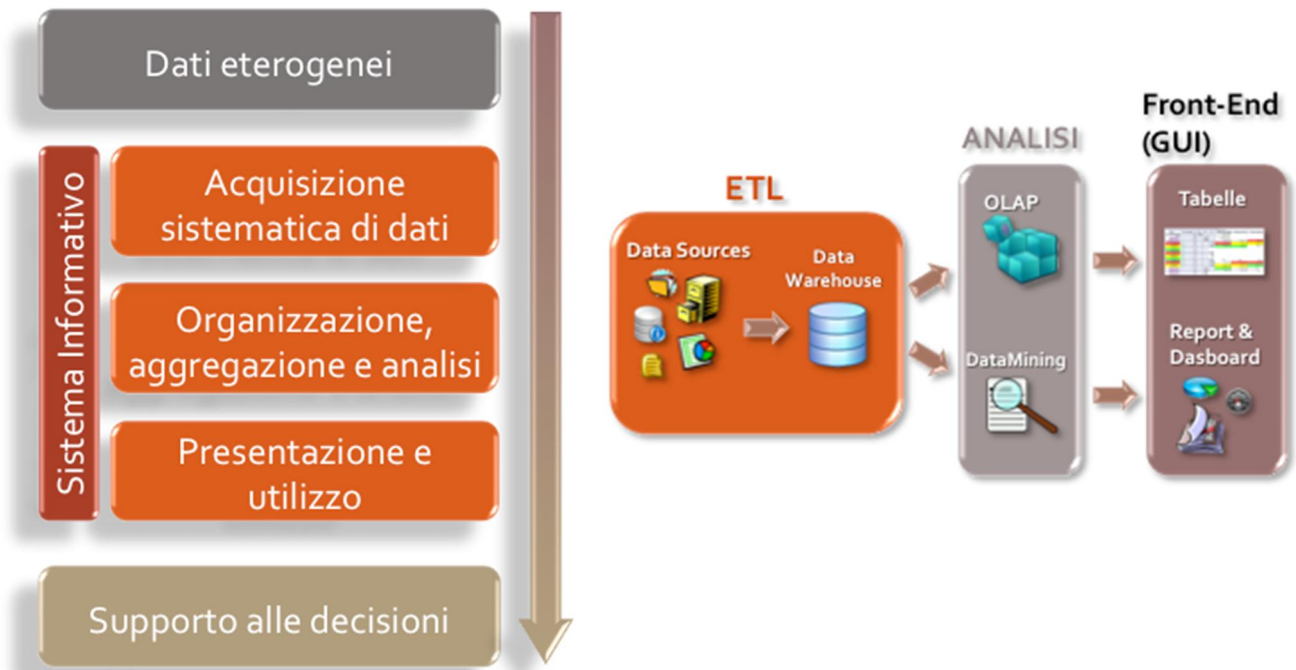 Dati eterogenei
Sistema Informativo
Acquisizione
sistematica di dati
Organizzazione,
aggregazione e analisi
Presentazione e
utilizzo
Supporto alle decisioni
ETL
Data Sources
Data
Warehouse
ANALISI
OLAP
DataMining
Front-End
(GUI)
Tabelle
Report &
Dasboard